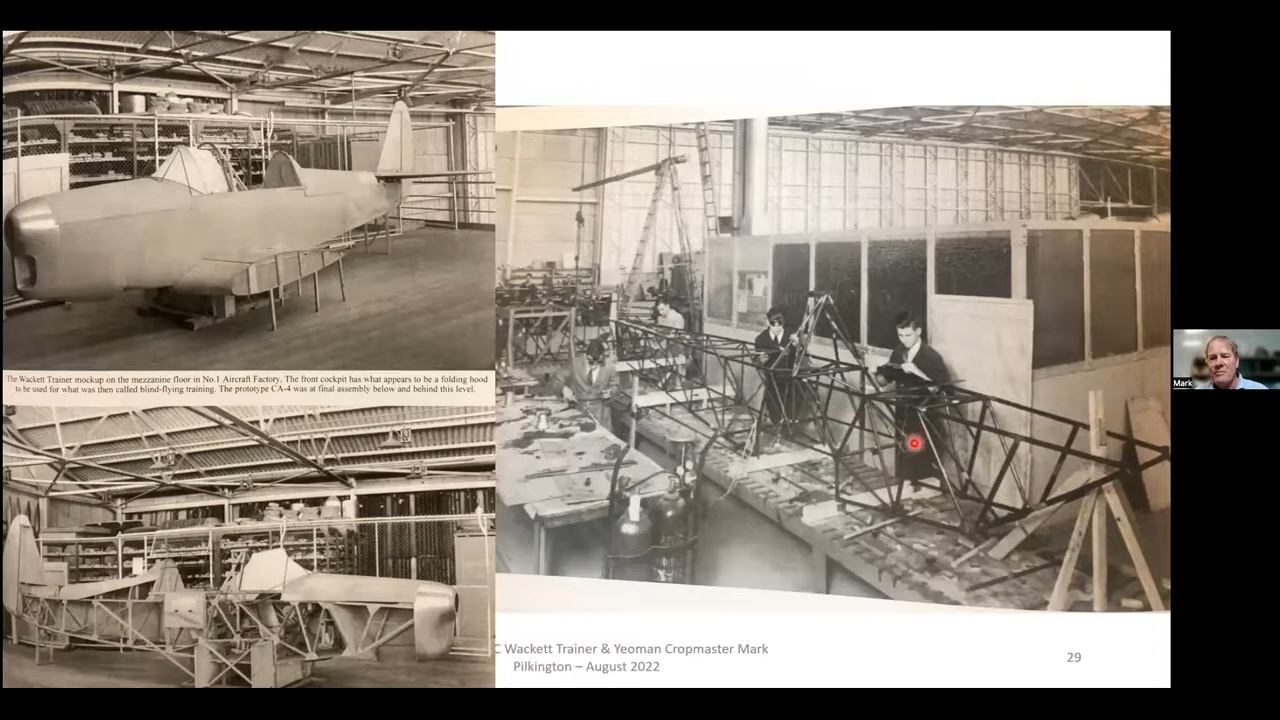 The Wackett Trainer mockup on the mezzanine floor in No.1 Aircraft Factory. The front cockpit has what appears to be a folding hood
to be used for what was then called blind-flying training. The prototype CA-4 was at final assembly below and behind this level.
C Wackett Trainer & Yeoman Cropmaster Mark
Pilkington – August 2022
29
Mark